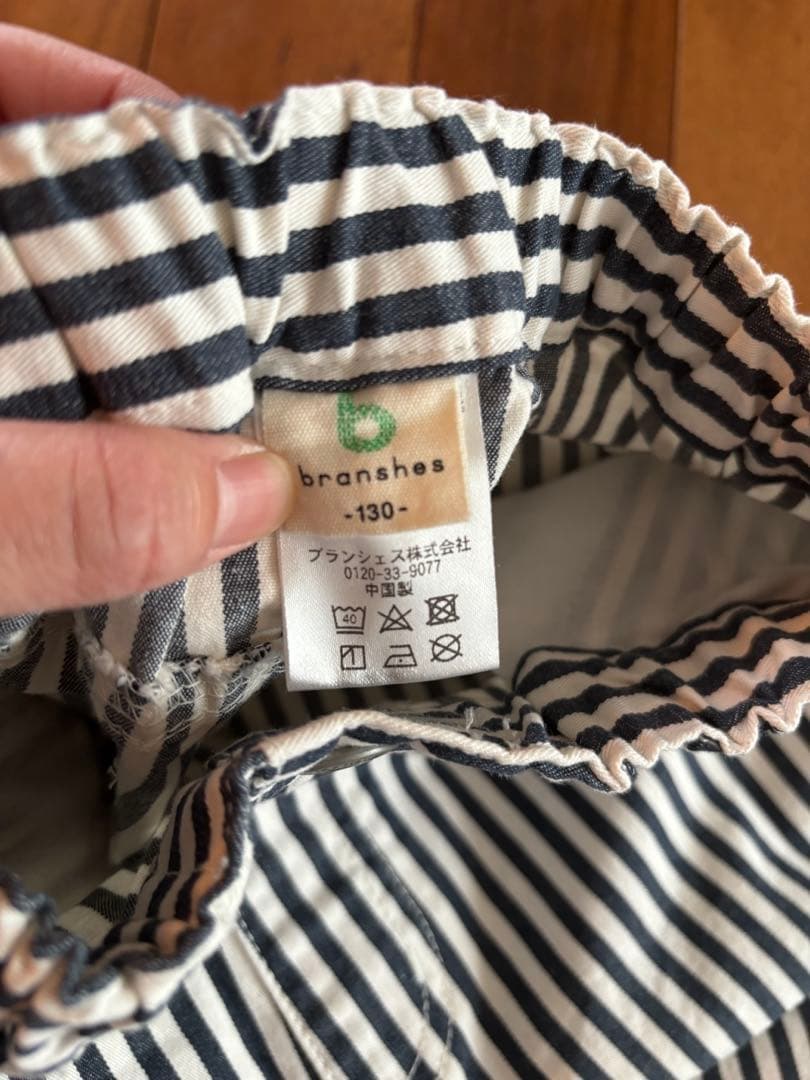 b
branshes
-130-
ブランシェス株式会社
0120-33-9077
中国製
40